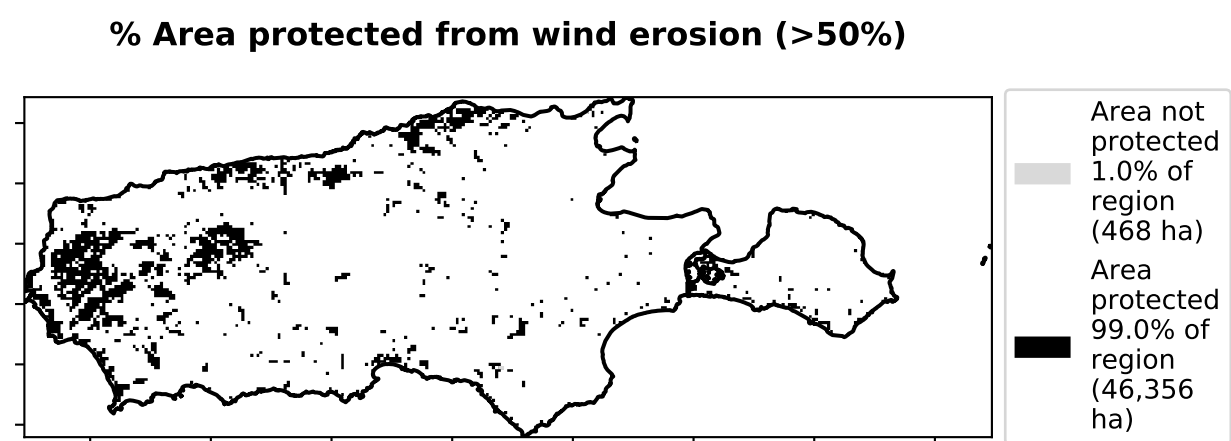 % Area protected from wind erosion (>50%)
Area not
protected
1.0% of
region
(468 ha)
Area
protected
99.0% of
region
(46,356
ha)